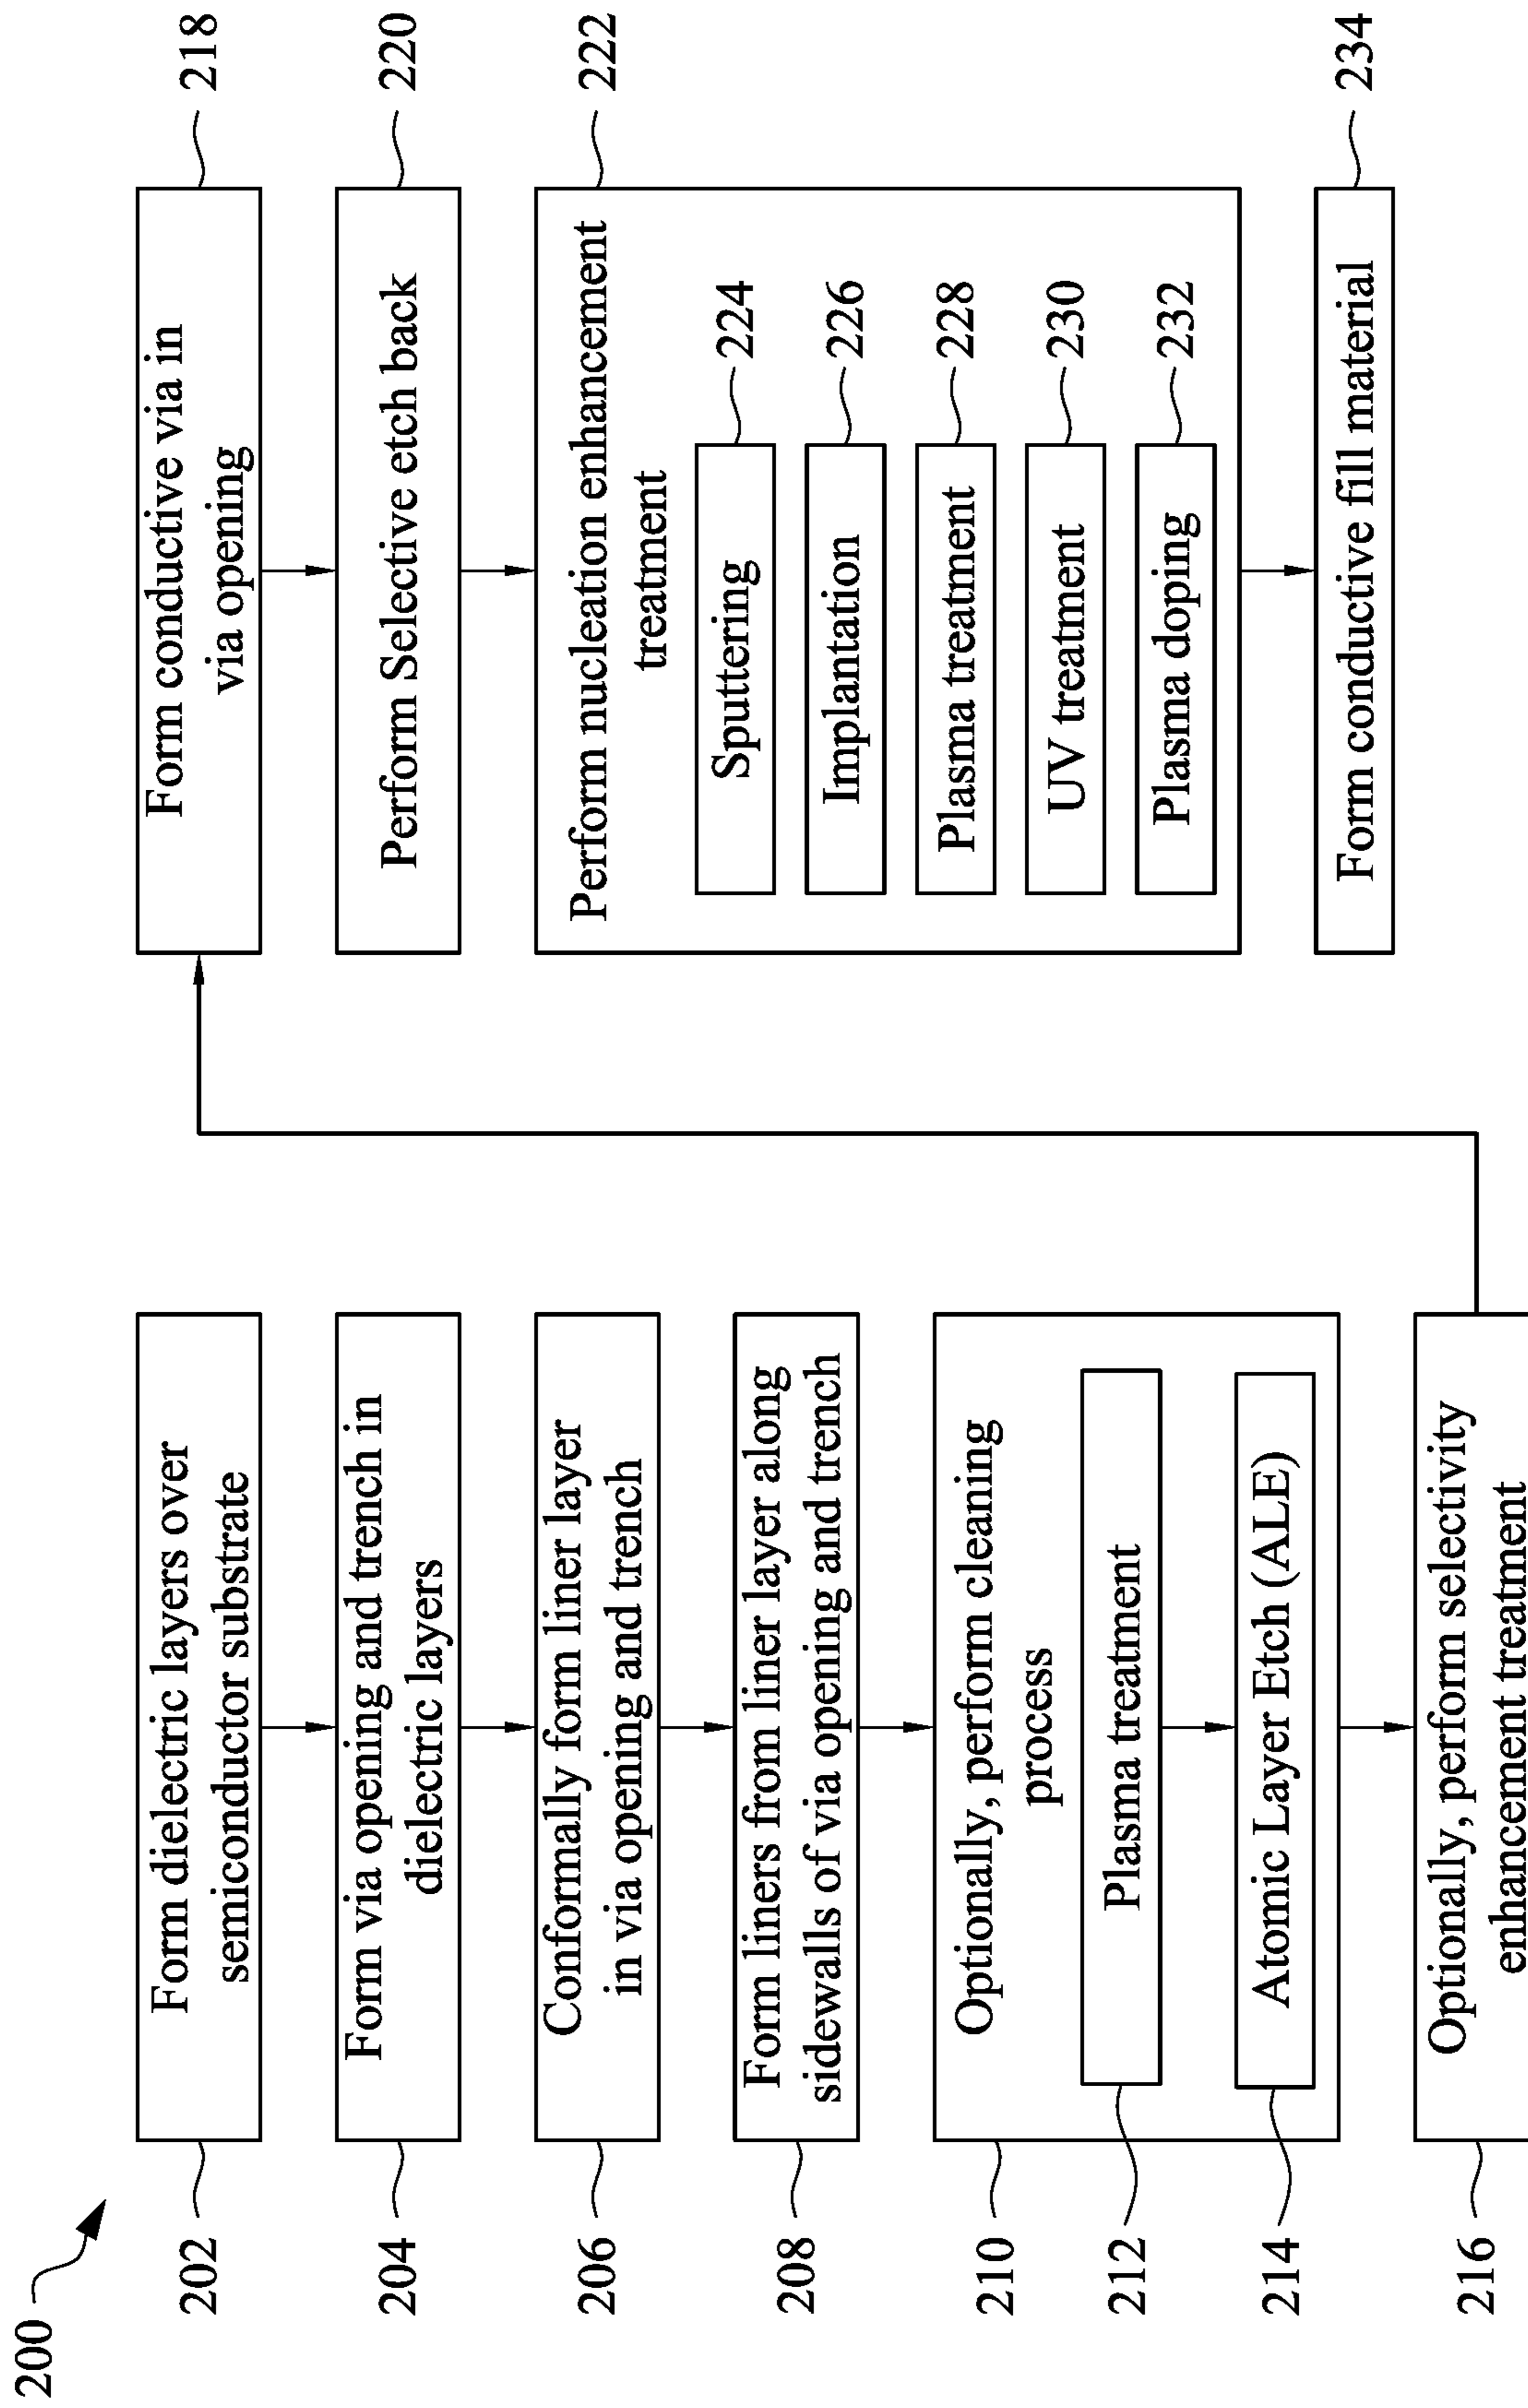 200
202
Form dielectric layers over
semiconductor substrate
204
Form via opening and trench in
dielectric layers
206
Conformally form liner layer
in via opening and trench
208
Form liners from liner layer along
sidewalls of via opening and trench
210
Optionally, perform cleaning
process
212
Plasma treatment
214
Atomic Layer Etch (ALE)
216
Optionally, perform selectivity
enhancement treatment
Form conductive via in
via opening
218
Perform Selective etch back
220
Perform nucleation enhancement
treatment
222
Sputtering
224
Implantation
226
Plasma treatment
228
UV treatment
230
Plasma doping
232
Form conductive fill material
234